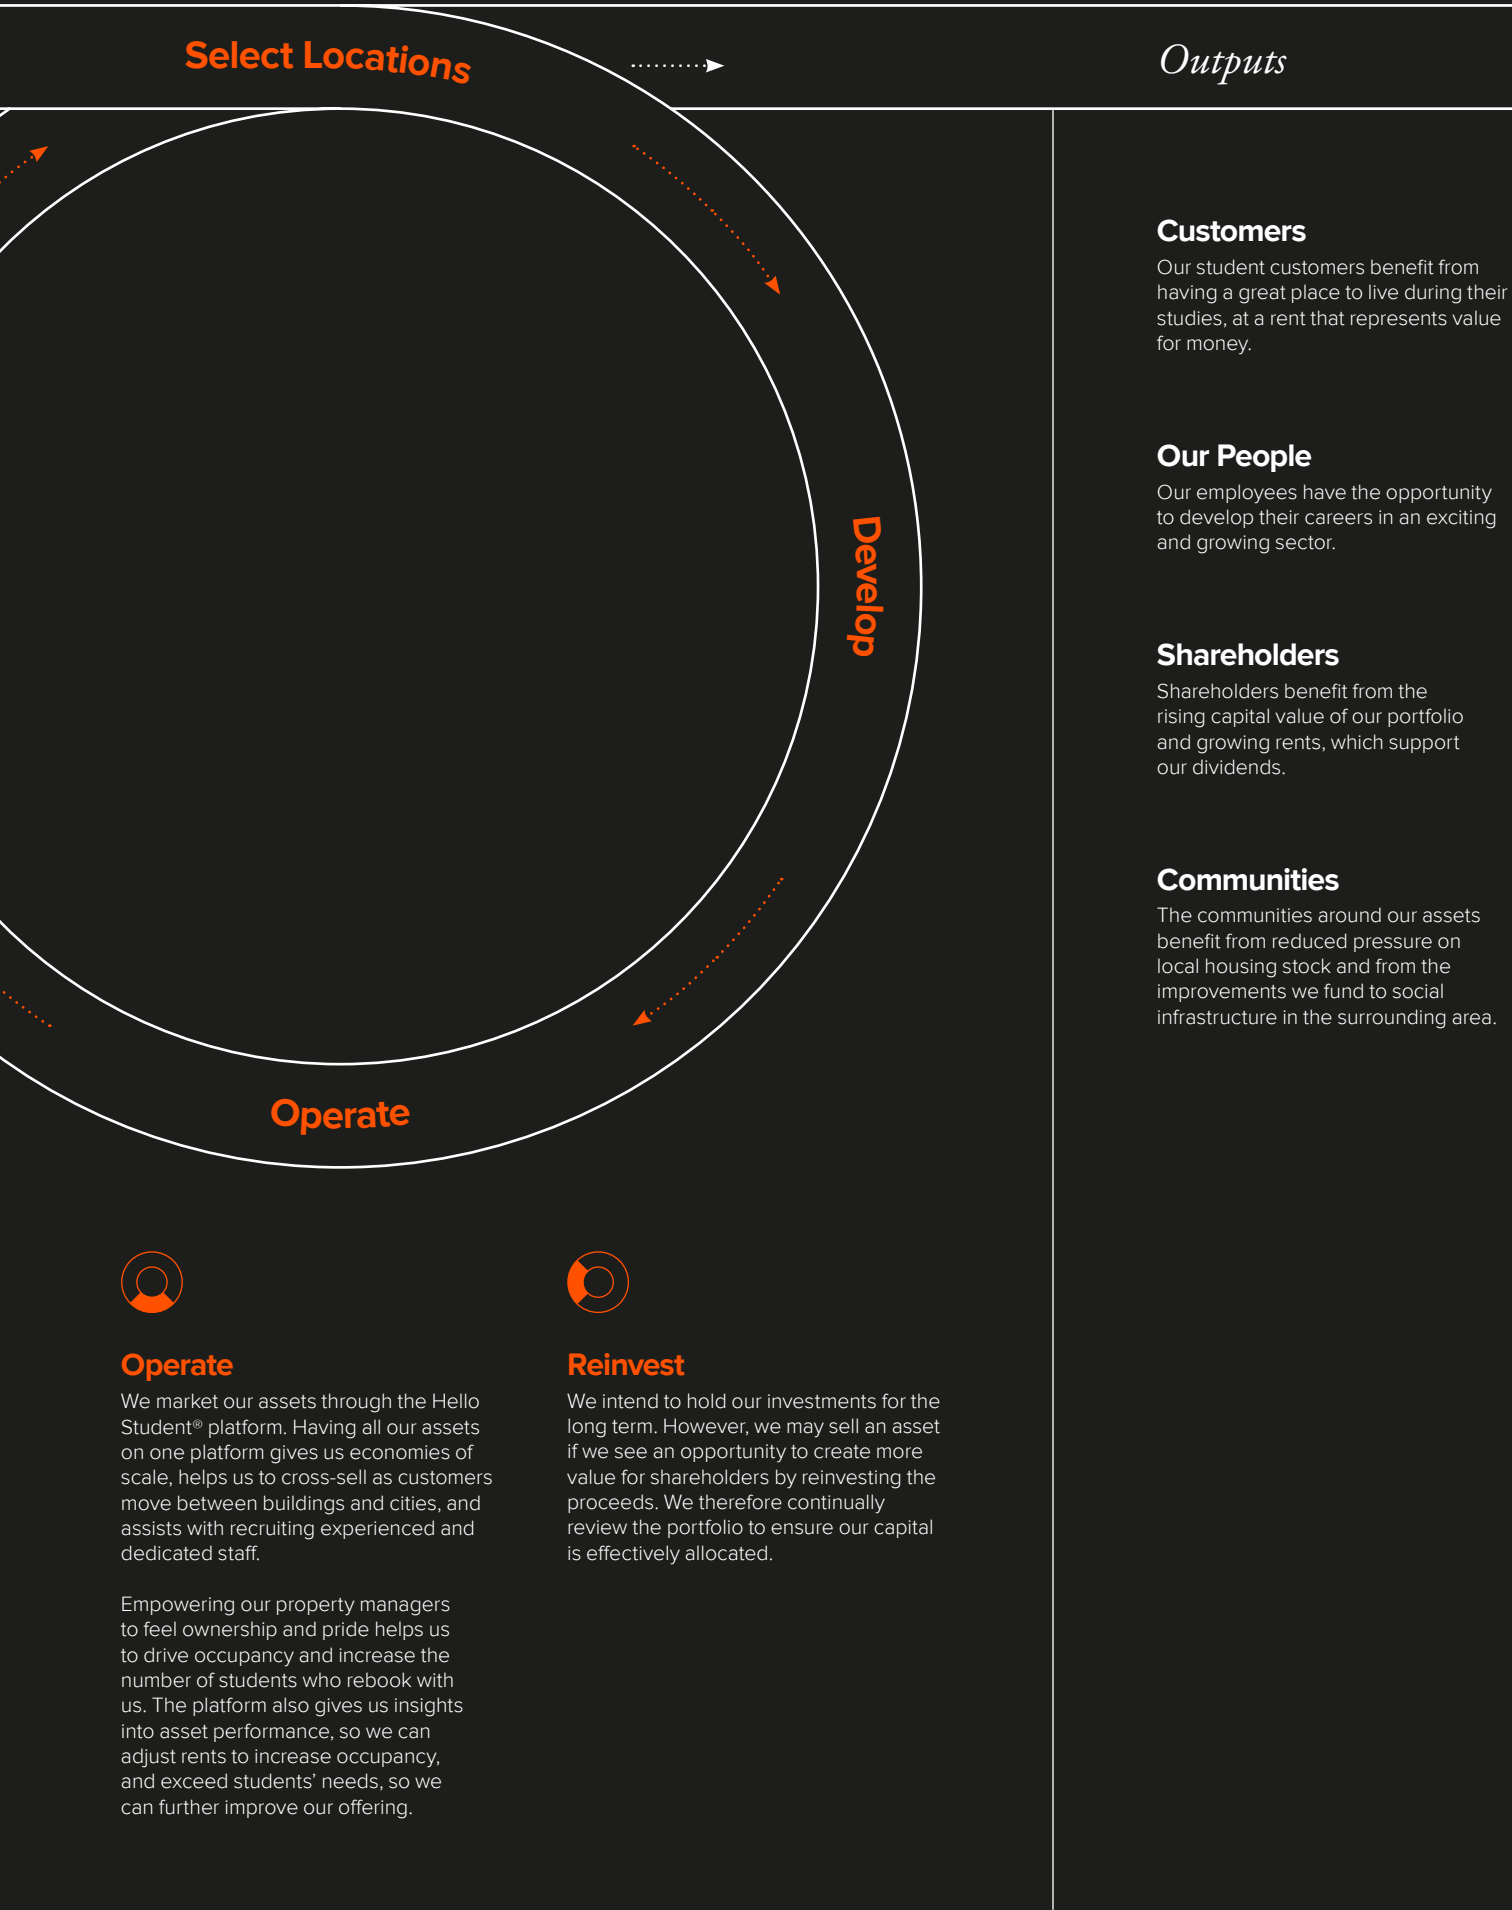 Select Locations
Outputs
Develop
Operate
Customers
Our student customers benefit from
having a great place to live during their
studies, at a rent that represents value
for money.
Our People
Our employees have the opportunity
to develop their careers in an exciting
and growing sector.
Shareholders
Shareholders benefit from the
rising capital value of our portfolio
and growing rents, which support
our dividends.
Communities
The communities around our assets
benefit from reduced pressure on
local housing stock and from the
improvements we fund to social
infrastructure in the surrounding area.
Operate
We market our assets through the Hello
Student® platform. Having all our assets
on one platform gives us economies of
scale, helps us to cross-sell as customers
move between buildings and cities, and
assists with recruiting experienced and
dedicated staff.
Empowering our property managers
to feel ownership and pride helps us
to drive occupancy and increase the
number of students who rebook with
us. The platform also gives us insights
into asset performance, so we can
adjust rents to increase occupancy,
and exceed students’ needs, so we
can further improve our offering.
Reinvest
We intend to hold our investments for the
long term. However, we may sell an asset
if we see an opportunity to create more
value for shareholders by reinvesting the
proceeds. We therefore continually
review the portfolio to ensure our capital
is effectively allocated.